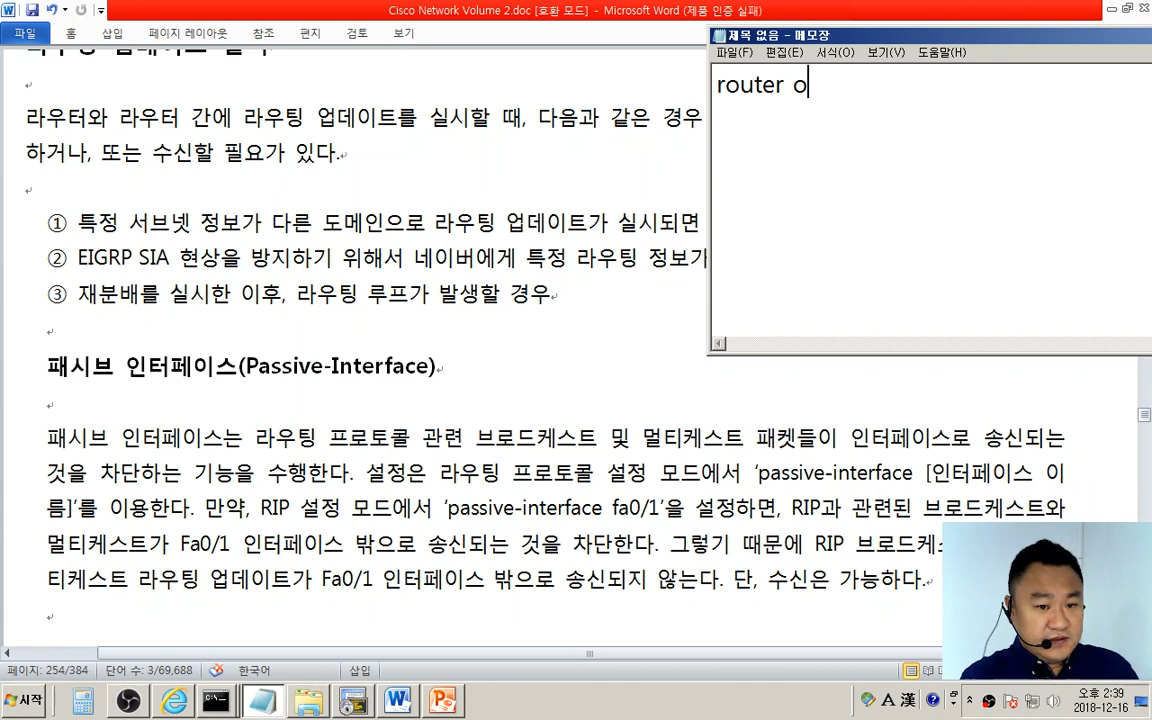 Cisco Network Volume 2.doc [호환 모드] - Microsoft Word (제품 인증 실패)
파일 홈 삽입 페이지 레이아웃 참조 편지 검토 보기
라우터와 라우터 간에 라우팅 업데이트를 실시할 때, 다음과 같은 경우
하거나, 또는 수신할 필요가 있다.
① 특정 서브넷 정보가 다른 도메인으로 라우팅 업데이트가 실시되면
② EIGRP SIA 현상을 방지하기 위해서 네이버에게 특정 라우팅 정보가
③ 재분배를 실시한 이후, 라우팅 루프가 발생할 경우
패시브 인터페이스(Passive-Interface)
패시브 인터페이스는 라우팅 프로토콜 관련 브로드케스트 및 멀티케스트 패켓들이 인터페이스로 송신되는
것을 차단하는 기능을 수행한다. 설정은 라우팅 프로토콜 설정 모드에서 ‘passive-interface [인터페이스 이
름]’를 이용한다. 만약, RIP 설정 모드에서 ‘passive-interface fa0/1’을 설정하면, RIP과 관련된 브로드케스트와
멀티케스트가 Fa0/1 인터페이스 밖으로 송신되는 것을 차단한다. 그렇기 때문에 RIP 브로드케
티케스트 라우팅 업데이트가 Fa0/1 인터페이스 밖으로 송신되지 않는다. 단, 수신은 가능하다.
제목 없음 - 메모장
파일(F) 편집(E) 서식(O) 보기(V) 도움말(H)
router o
페이지: 254/384 단어 수: 3/69,688 한국어 삽입
시작 A 漢 오후 2:39
2018-12-16